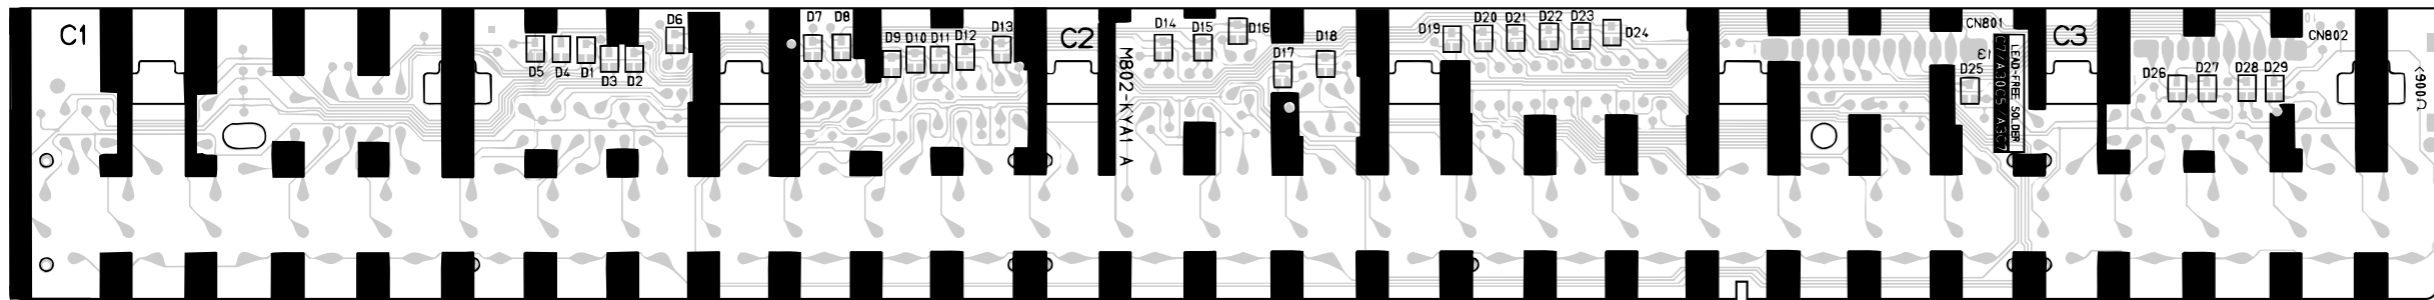 C1
D5
D4
D1
D3
D2
D6
D7
D8
D9
D10
D11
D12
D13
C2
M802-KYA1 A
D14
D15
D16
D17
D18
D19
D20
D21
D22
D23
D24
CN801
13
D25
LEAD-FREE SOLDER
C3
D26
D27
D28
D29
CN802